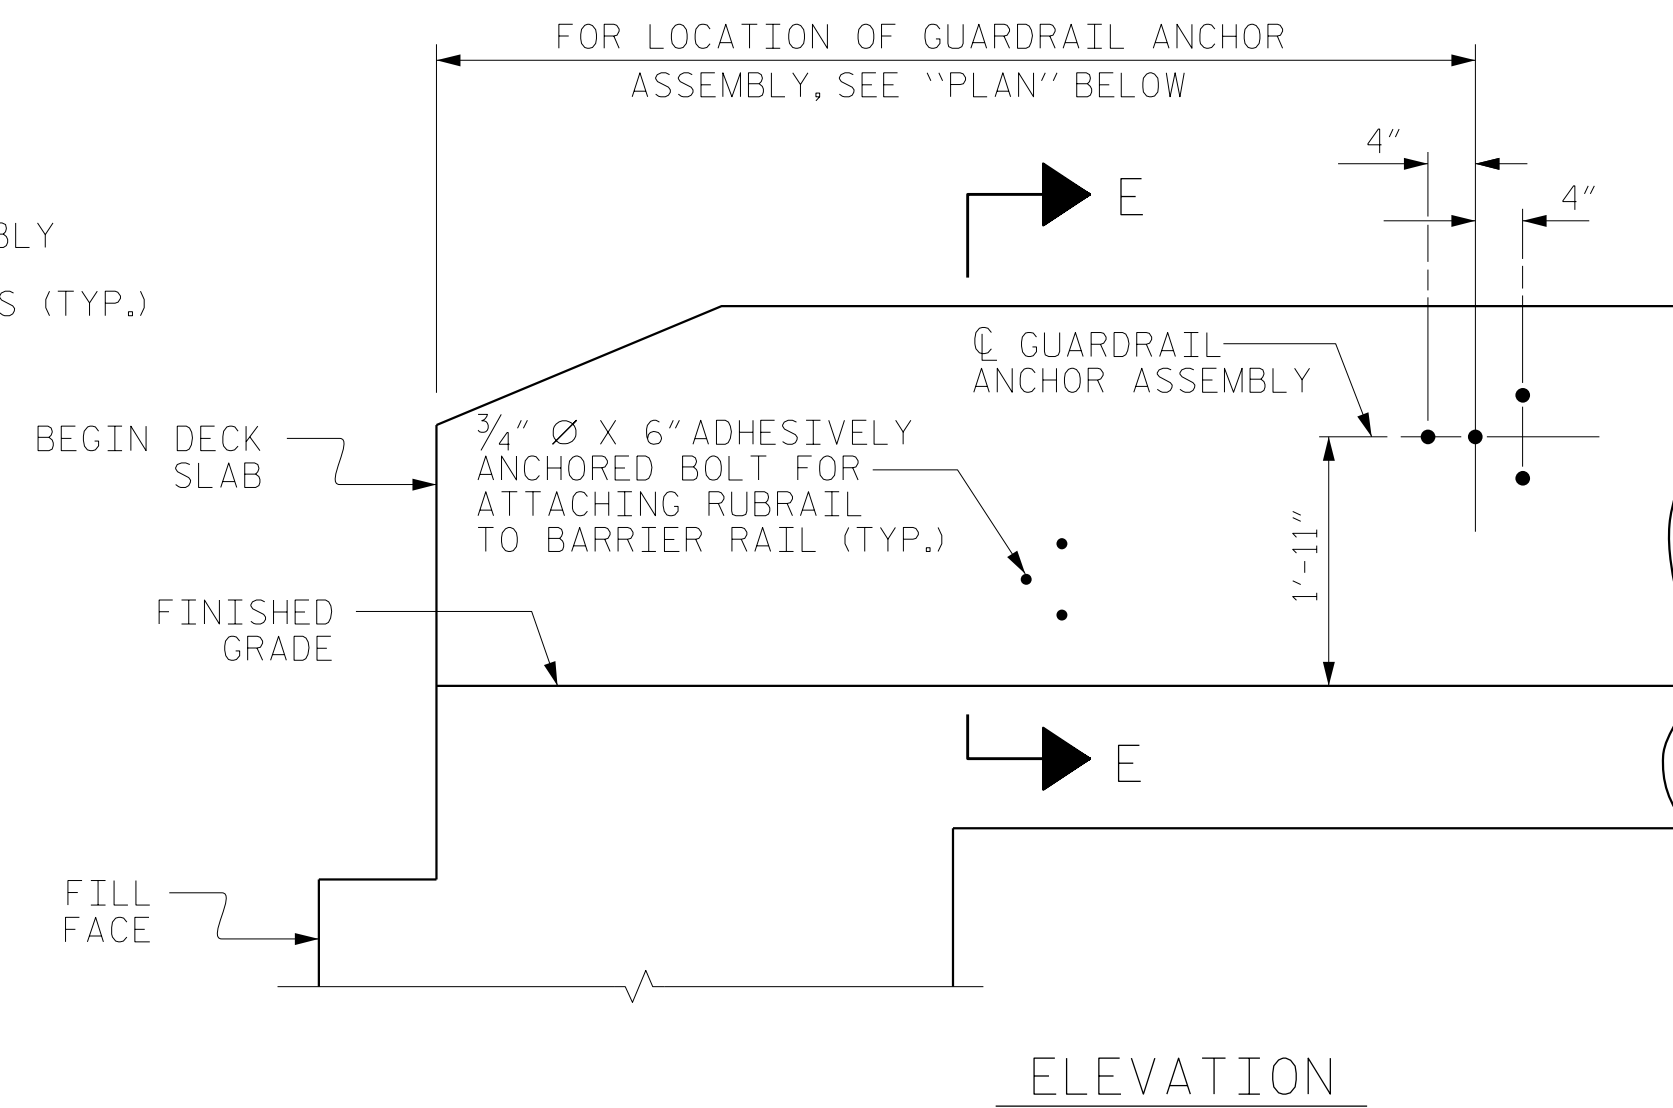 FOR LOCATION OF GUARDRAIL ANCHOR
ASSEMBLY, SEE ‶PLAN″ BELOW
4″
4″
E
S (TYP.)
℄ GUARDRAIL
ANCHOR ASSEMBLY
¾″ Ø X 6″ ADHESIVELY
ANCHORED BOLT FOR
ATTACHING RUBRAIL
TO BARRIER RAIL (TYP.)
BEGIN DECK
SLAB
1′-11″
FINISHED
GRADE
E
FILL
FACE
ELEVATION